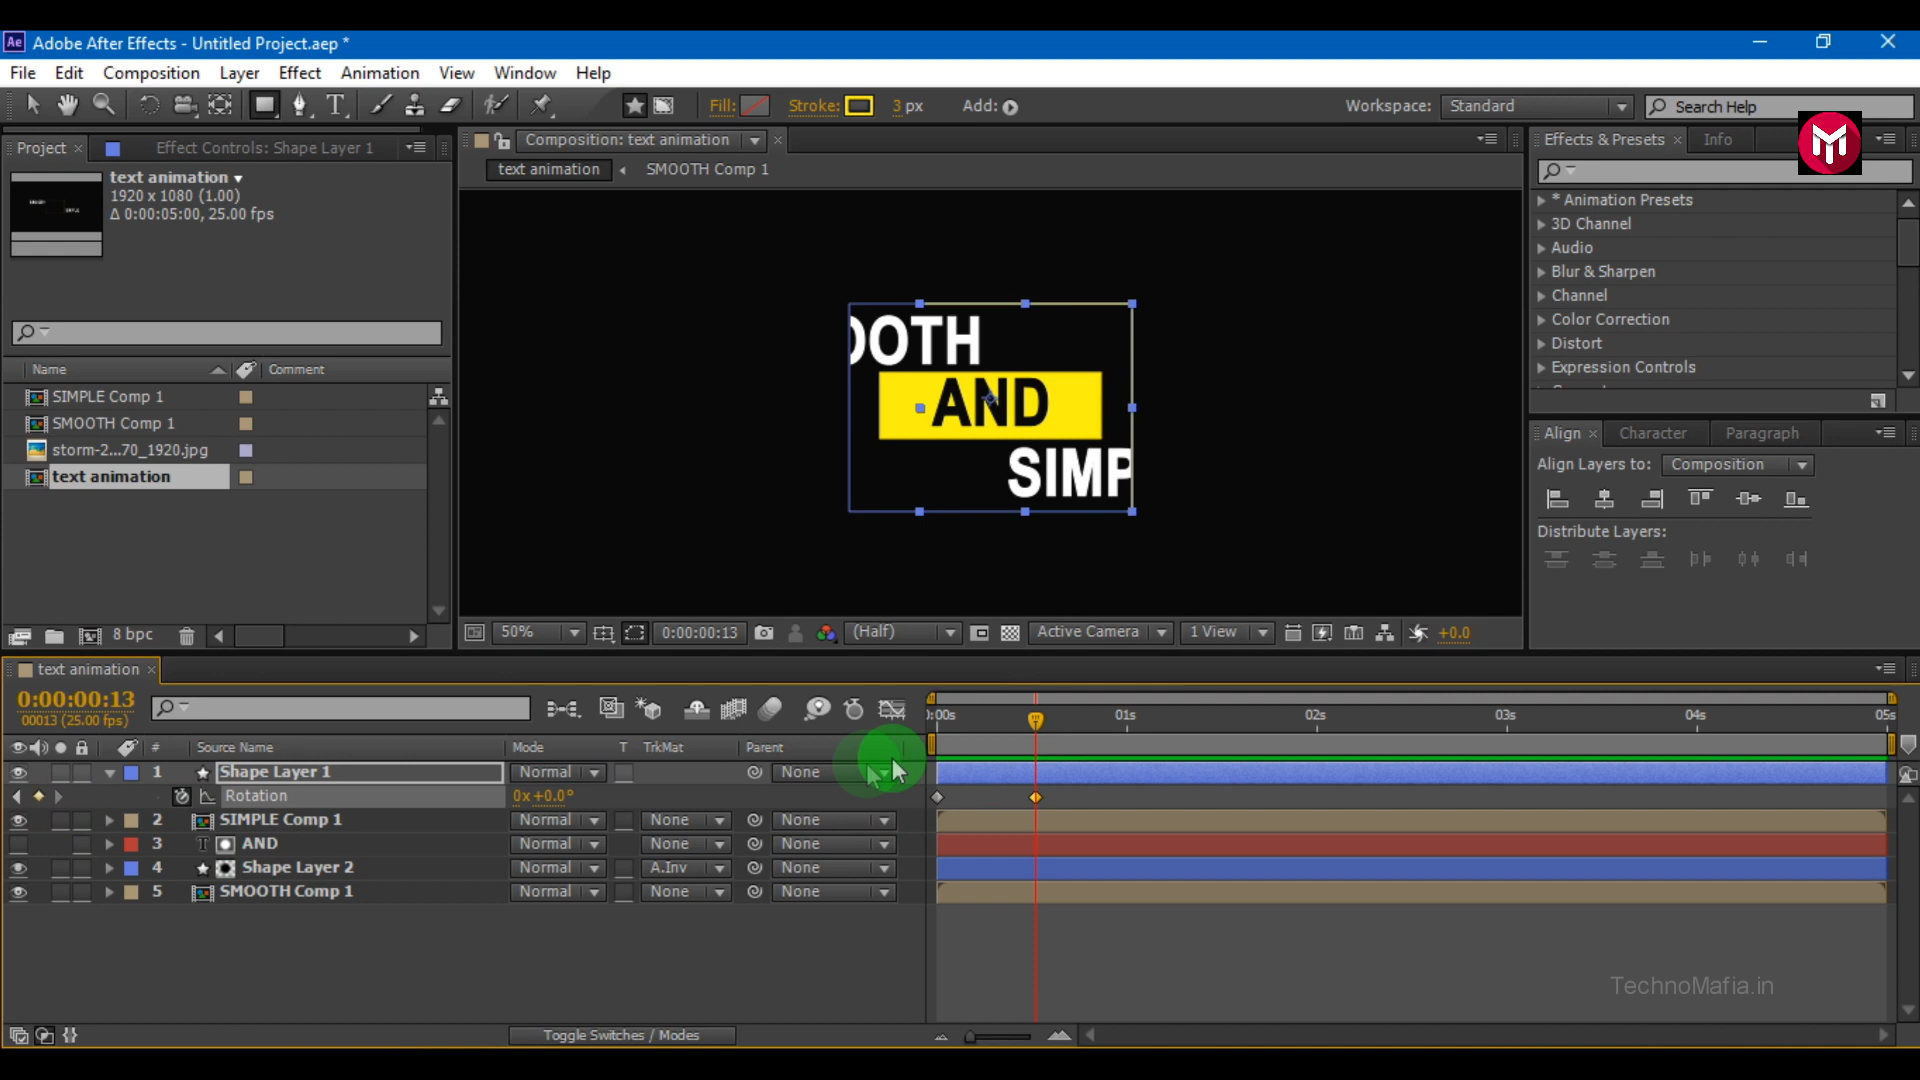 Ae Adobe After Effects - Untitled Project.aep *
File Edit Composition Layer Effect Animation View Window Help
T Fill: Stroke: 3 px Add: Workspace: Standard Search Help
Project × Effect Controls: Shape Layer 1 Composition: text animation × Effects & Presets × Info
text animation SMOOTH Comp 1
text animation
1920 x 1080 (1.00)
Δ 0:00:05:00, 25.00 fps
* Animation Presets
3D Channel
Audio
Blur & Sharpen
Channel
Color Correction
Distort
Expression Controls
OOTH
AND
SIMP
Name Comment
SIMPLE Comp 1
SMOOTH Comp 1
storm-2...70_1920.jpg
text animation
Align × Character Paragraph
Align Layers to: Composition
Distribute Layers:
8 bpc 50% 0:00:00:13 (Half) Active Camera 1 View +0.0
text animation ×
0:00:00:13
00013 (25.00 fps)
):00s 01s 02s 03s 04s 05s
# Source Name Mode T TrkMat Parent
1 Shape Layer 1 Normal None
Rotation 0x+0.0°
2 SIMPLE Comp 1 Normal None None
3 T AND Normal None None
4 Shape Layer 2 Normal A.Inv None
5 SMOOTH Comp 1 Normal None None
TechnoMafia.in
Toggle Switches / Modes